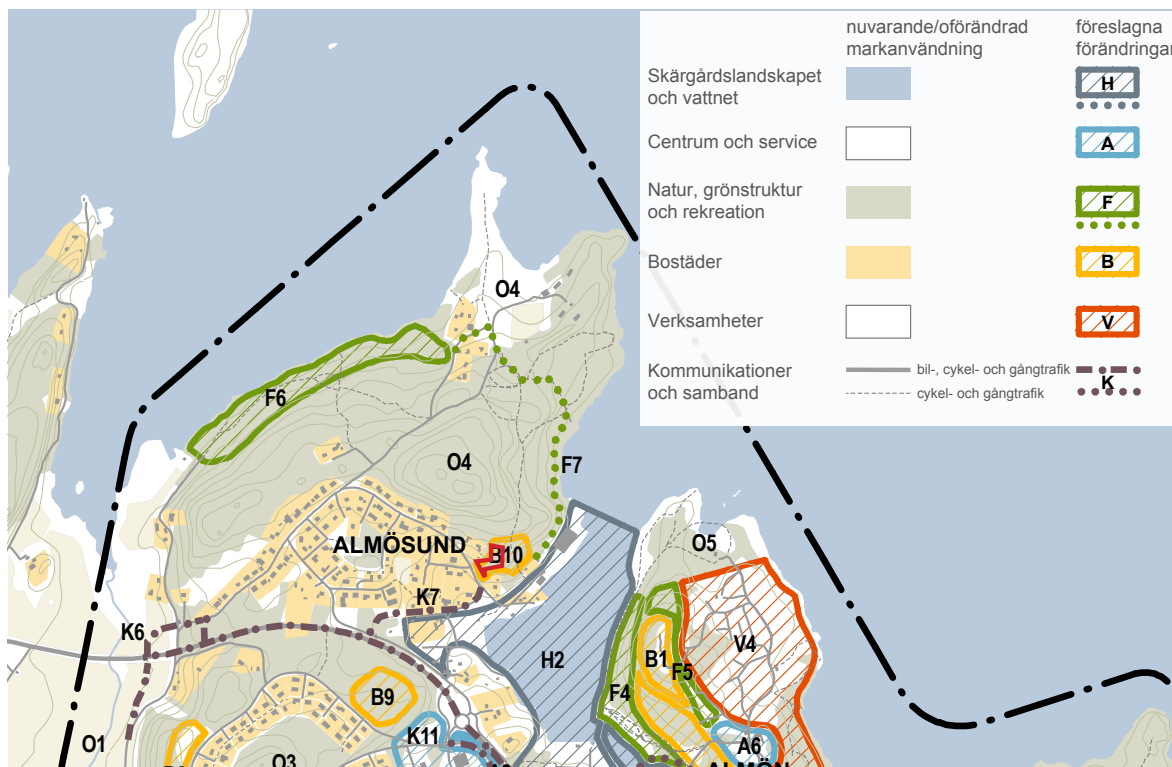 nuvarande/oförändrad
markanvändning
föreslagna
förändringar
Skärgårdslandskapet
och vattnet
H
Centrum och service
A
Natur, grönstruktur
och rekreation
F
Bostäder
B
Verksamheter
V
Kommunikationer
och samband
bil-, cykel- och gångtrafik
cykel- och gångtrafik
K
O4
F6
O4
F7
ALMÖSUND
B10
O5
K7
K6
H2
B1
F5
V4
F4
B9
O1
K11
A6
O3
ALMÖN